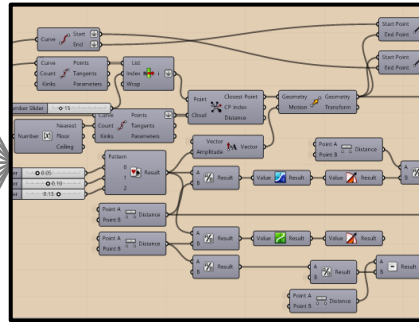 Curve Start
End
Start Point
End Point
Start Point
End Point
Curve Points
Count Tangents
Kinks Parameters
List
Index i
Wrap
Number Slider 15
Point Closest Point
Cloud CP Index
Distance
Geometry Geometry
Motion Transform
Curve Points
Count Tangents
Kinks Parameters
Number Nearest
Floor
Ceiling
Vector Vector
Amplitude
Point A Distance
Point B
Pattern
0 Result
1
2
0.05
0.10
0.15
A Result
B
Value Result
Value Result
A
B
Point A Distance
Point B
Point A Distance
Point B
A Result
B
Value Result
Value Result
A Result
B
A Result
B
A Result
B
Point A Distance
Point B